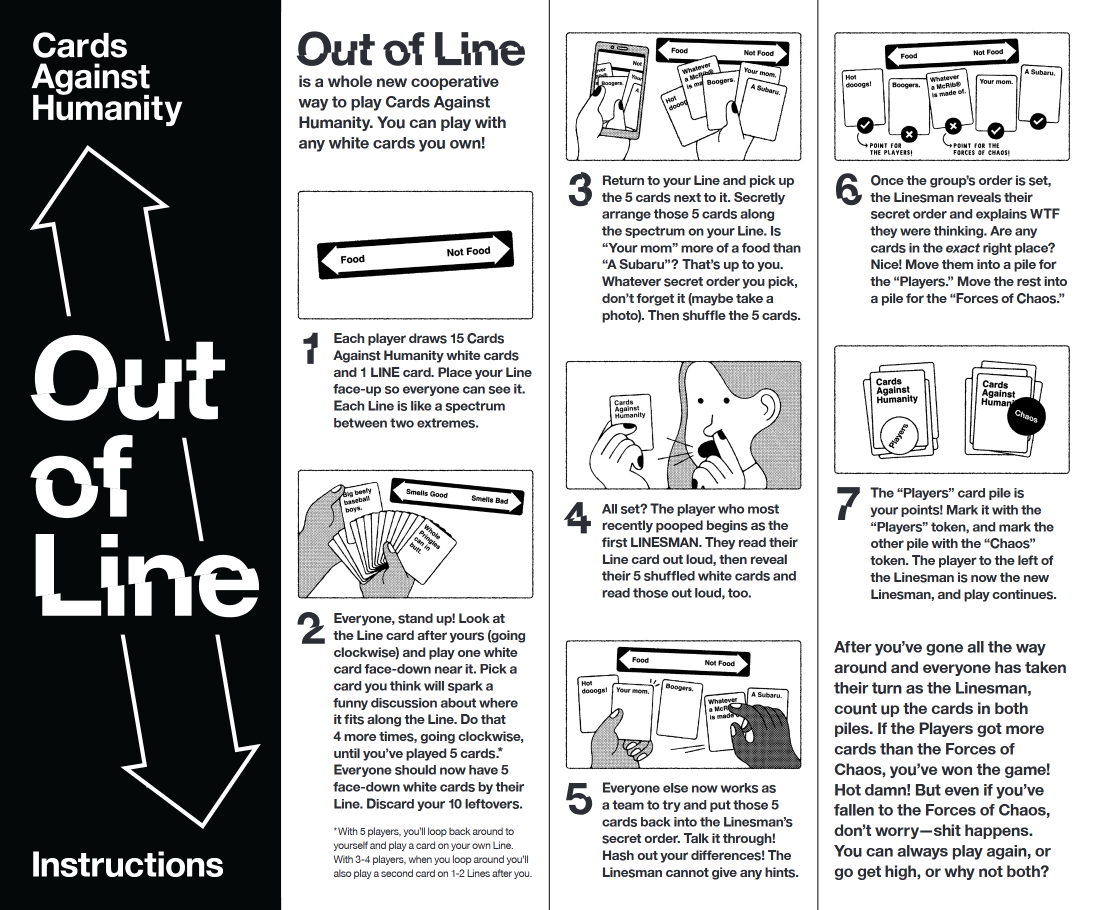 Cards
Against
Humanity
Out
of
Line
Instructions
Out of Line
is a whole new cooperative
way to play Cards Against
Humanity. You can play with
any white cards you own!
Food Not Food
1 Each player draws 15 Cards
Against Humanity white cards
and 1 LINE card. Place your Line
face-up so everyone can see it.
Each Line is like a spectrum
between two extremes.
Big beefy
baseball
boys.
Smells Good Smells Bad
Whole
Pringles
can in
butt.
2 Everyone, stand up! Look at
the Line card after yours (going
clockwise) and play one white
card face-down near it. Pick a
card you think will spark a
funny discussion about where
it fits along the Line. Do that
4 more times, going clockwise,
until you've played 5 cards.*
Everyone should now have 5
face-down white cards by their
Line. Discard your 10 leftovers.
*With 5 players, you'll loop back around to
yourself and play a card on your own Line.
With 3-4 players, when you loop around you'll
also play a second card on 1-2 Lines after you.
Food Not Food
Not
Boogers.
Your
A
Hot
dooogs!
Whatever
a McRib®
is ma
Boogers.
Your mom.
A Subaru.
3 Return to your Line and pick up
the 5 cards next to it. Secretly
arrange those 5 cards along
the spectrum on your Line. Is
"Your mom" more of a food than
"A Subaru"? That's up to you.
Whatever secret order you pick,
don't forget it (maybe take a
photo). Then shuffle the 5 cards.
Cards
Against
Humanity
4 All set? The player who most
recently pooped begins as the
first LINESMAN. They read their
Line card out loud, then reveal
their 5 shuffled white cards and
read those out loud, too.
Food Not Food
Hot
dooogs!
Your mom.
Boogers.
Whatever
a McRi
is made o
A Subaru.
5 Everyone else now works as
a team to try and put those 5
cards back into the Linesman's
secret order. Talk it through!
Hash out your differences! The
Linesman cannot give any hints.
Food Not Food
Hot
dooogs!
Boogers.
Whatever
a McRib®
is made of.
Your mom.
A Subaru.
POINT FOR
THE PLAYERS!
POINT FOR THE
FORCES OF CHAOS!
6 Once the group's order is set,
the Linesman reveals their
secret order and explains WTF
they were thinking. Are any
cards in the exact right place?
Nice! Move them into a pile for
the "Players." Move the rest into
a pile for the "Forces of Chaos."
Cards
Against
Humanity
Players
Cards
Against
Human
Chaos
7 The "Players" card pile is
your points! Mark it with the
"Players" token, and mark the
other pile with the "Chaos"
token. The player to the left of
the Linesman is now the new
Linesman, and play continues.
After you've gone all the way
around and everyone has taken
their turn as the Linesman,
count up the cards in both
piles. If the Players got more
cards than the Forces of
Chaos, you've won the game!
Hot damn! But even if you've
fallen to the Forces of Chaos,
don't worry—shit happens.
You can always play again, or
go get high, or why not both?